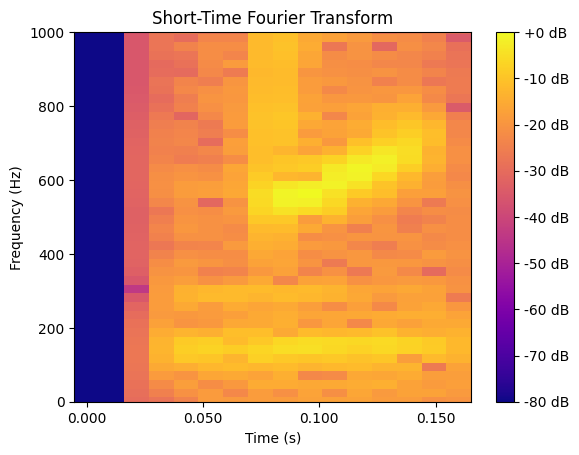 Short-Time Fourier Transform
1000
800
600
400
200
0
Frequency (Hz)
0.000
0.050
0.100
0.150
Time (s)
+0 dB
-10 dB
-20 dB
-30 dB
-40 dB
-50 dB
-60 dB
-70 dB
-80 dB